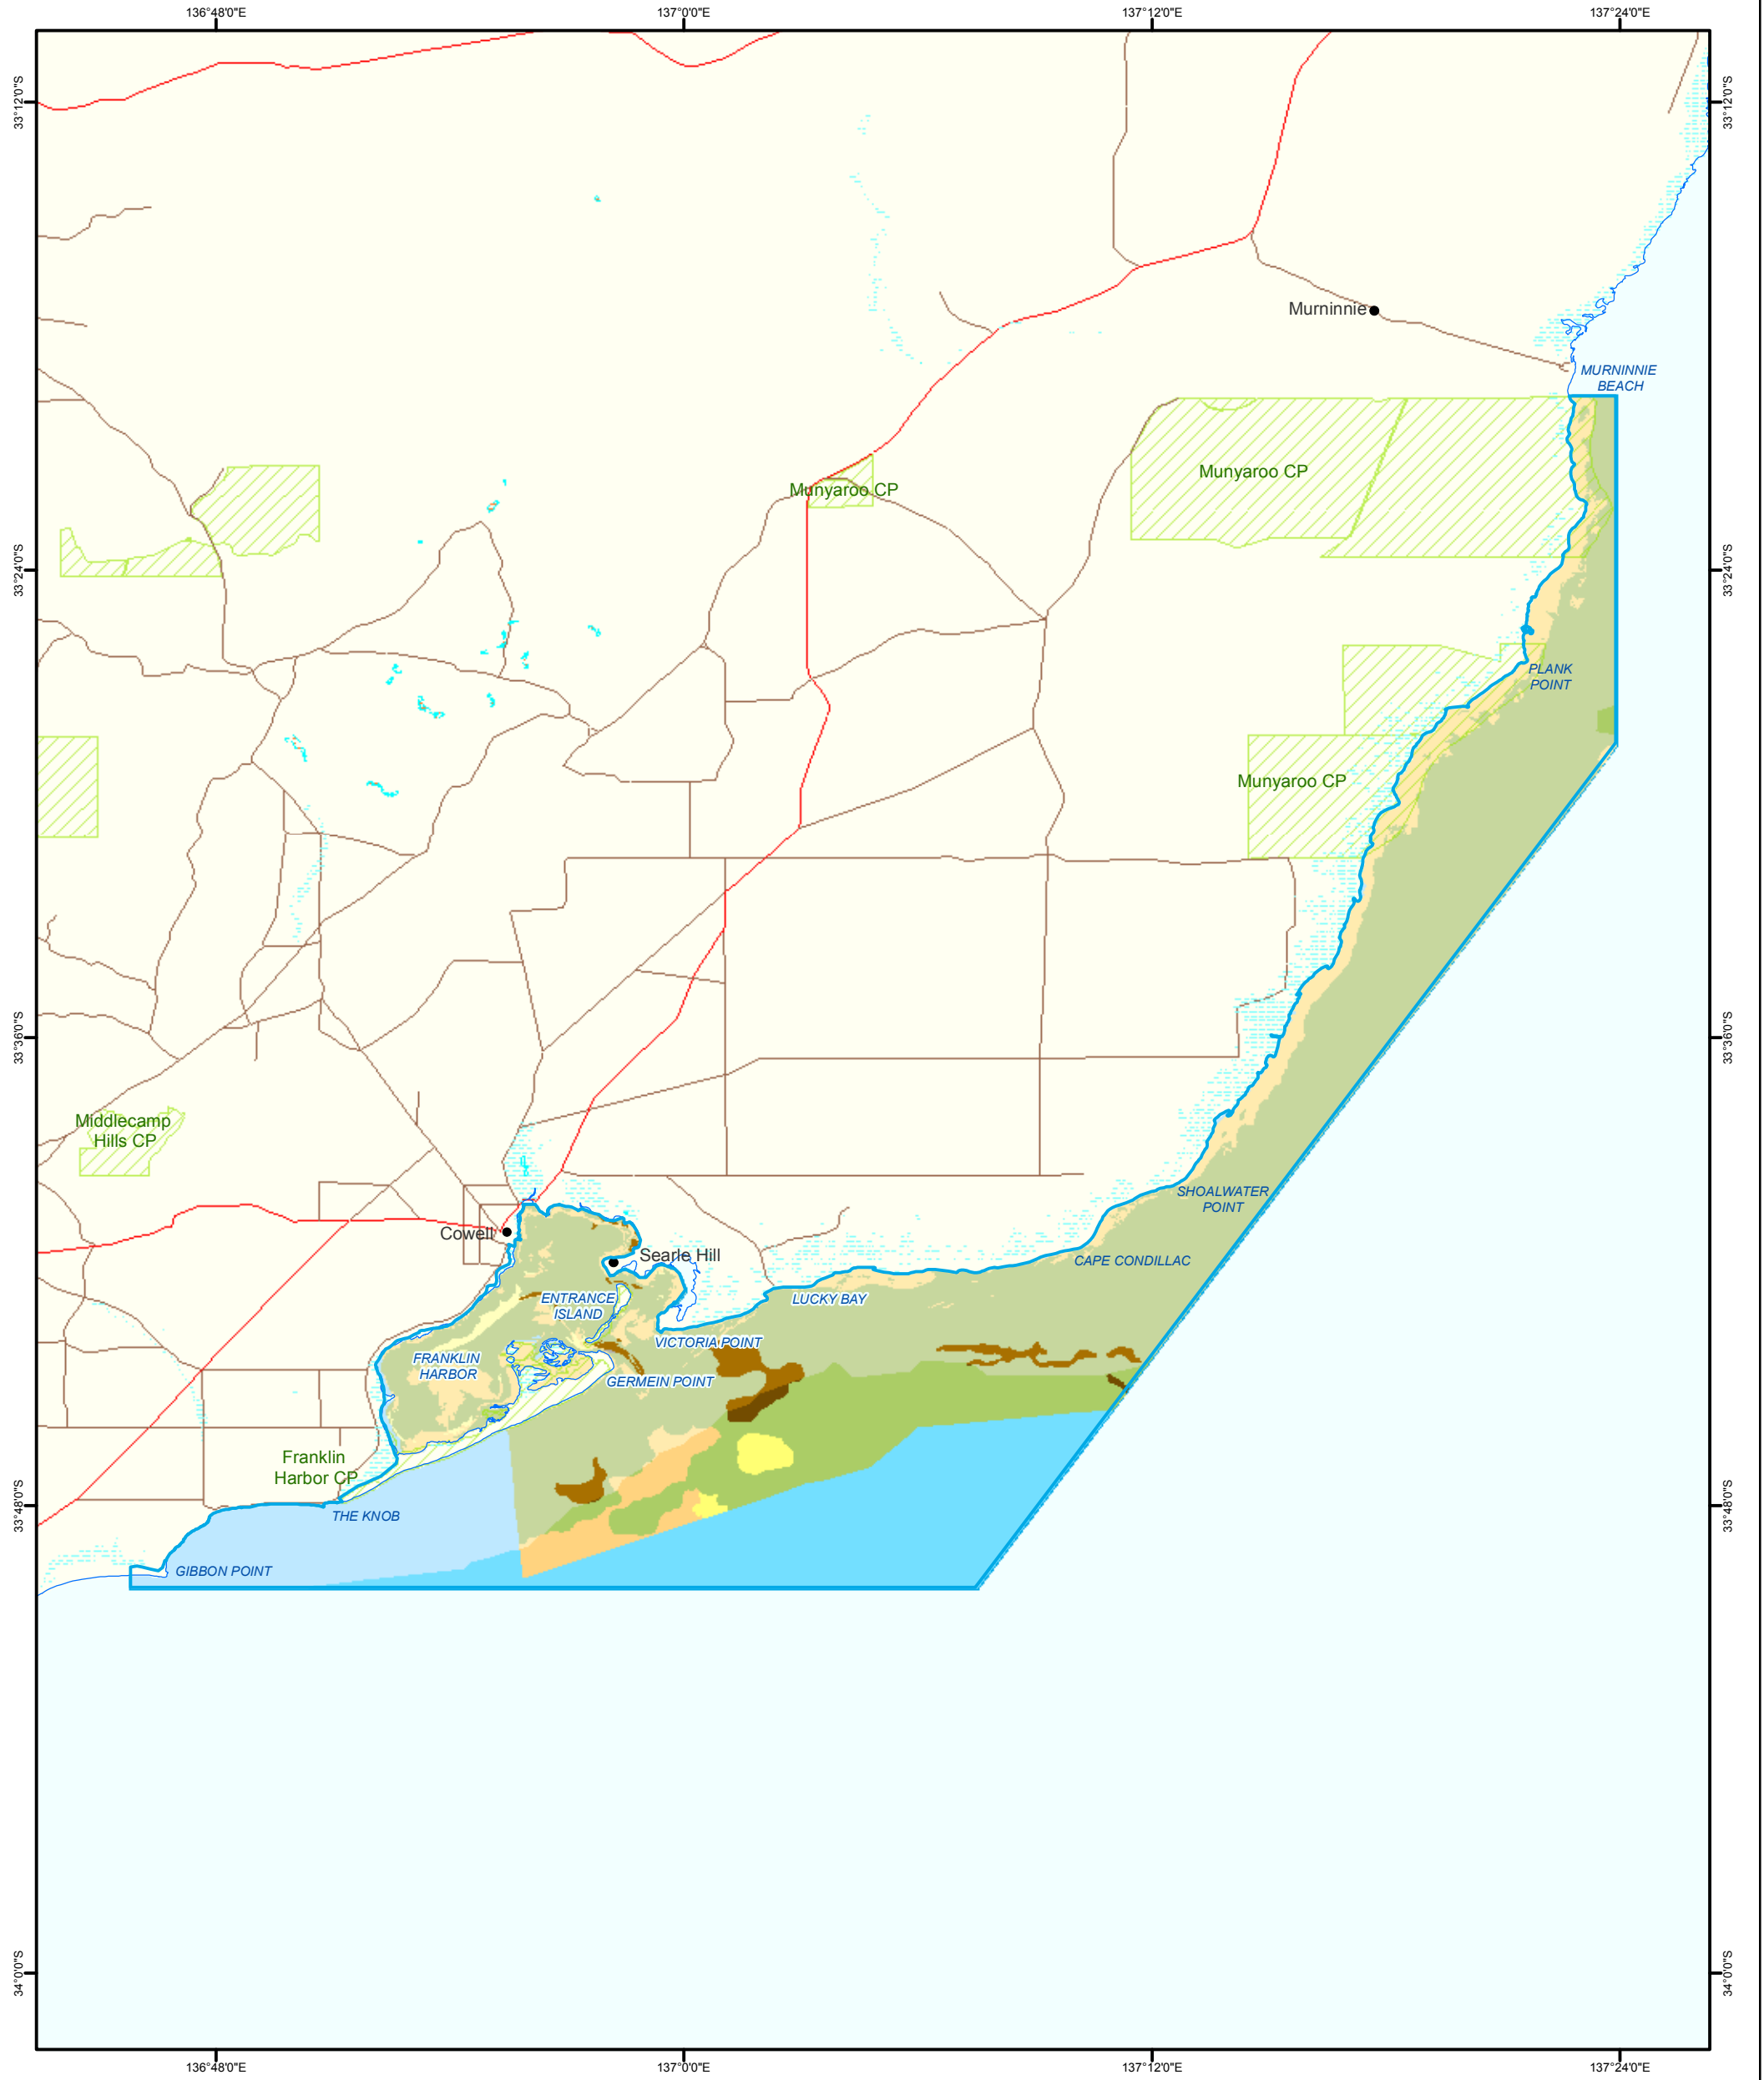 136°48'0"E
137°0'0"E
137°12'0"E
137°24'0"E
33°12'0"S
33°12'0"S
Murninnie
MURNINNIE
BEACH
Munyaroo CP
Munyaroo CP
33°24'0"S
33°24'0"S
PLANK
POINT
Munyaroo CP
33°36'0"S
33°36'0"S
Middlecamp
Hills CP
SHOALWATER
POINT
Cowell
Searle Hill
CAPE CONDILLAC
ENTRANCE
ISLAND
LUCKY BAY
VICTORIA POINT
FRANKLIN
HARBOR
GERMEIN POINT
Franklin
Harbor CP
33°48'0"S
33°48'0"S
THE KNOB
GIBBON POINT
34°0'0"S
34°0'0"S
136°48'0"E
137°0'0"E
137°12'0"E
137°24'0"E